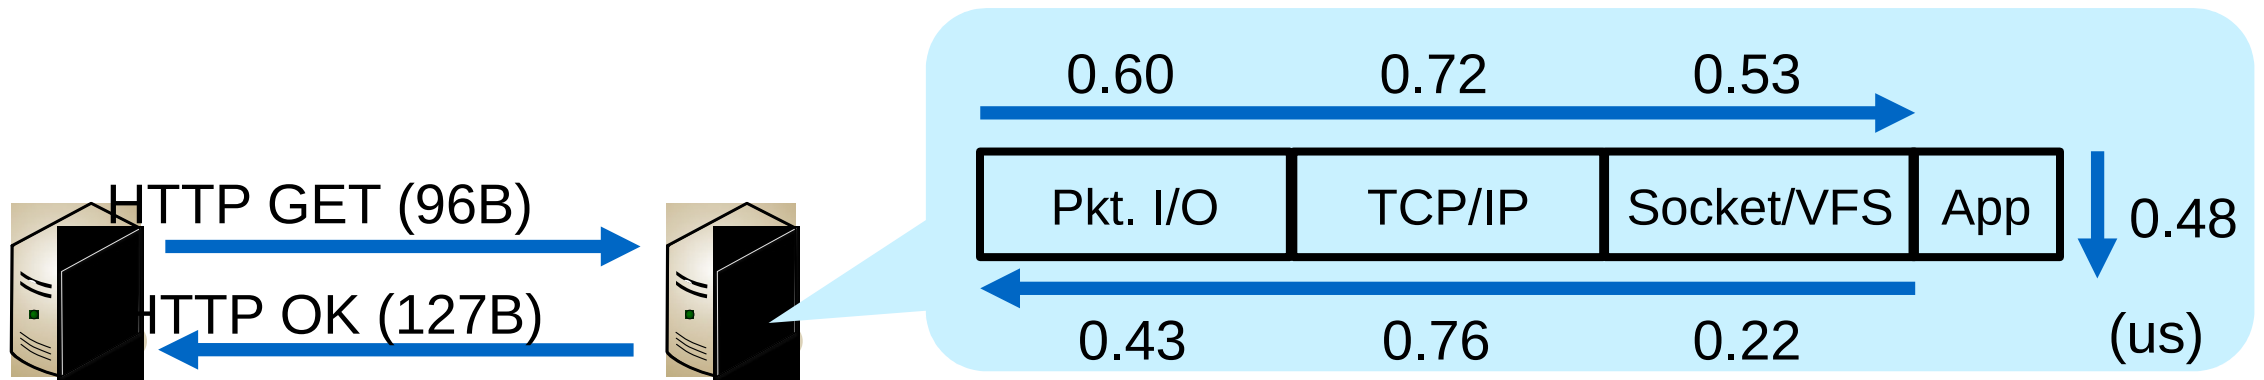 HTTP GET (96B)
HTTP OK (127B)
0.60 0.72 0.53
Pkt. I/O TCP/IP Socket/VFS App
0.48
0.43 0.76 0.22
(us)